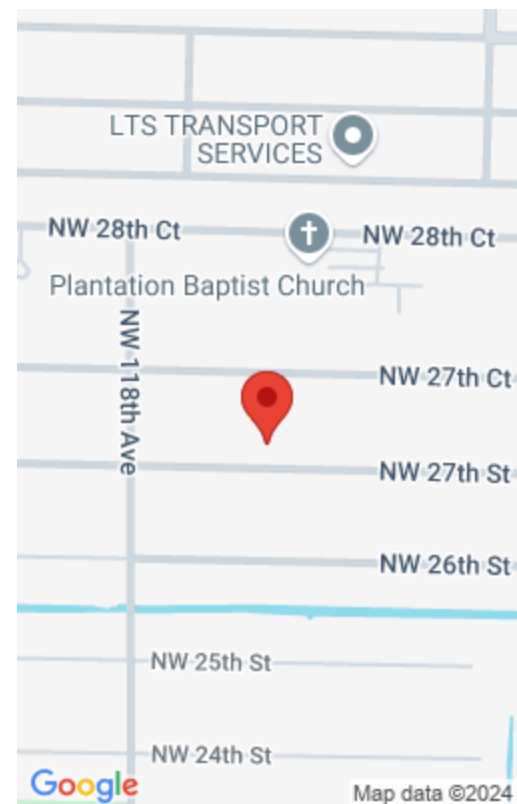 LTS TRANSPORT
SERVICES
NW 28th Ct
NW 28th Ct
Plantation Baptist Church
NW 118th Ave
NW 27th Ct
NW 27th St
NW 26th St
NW 25th St
NW 24th St
Google
Map data ©2024